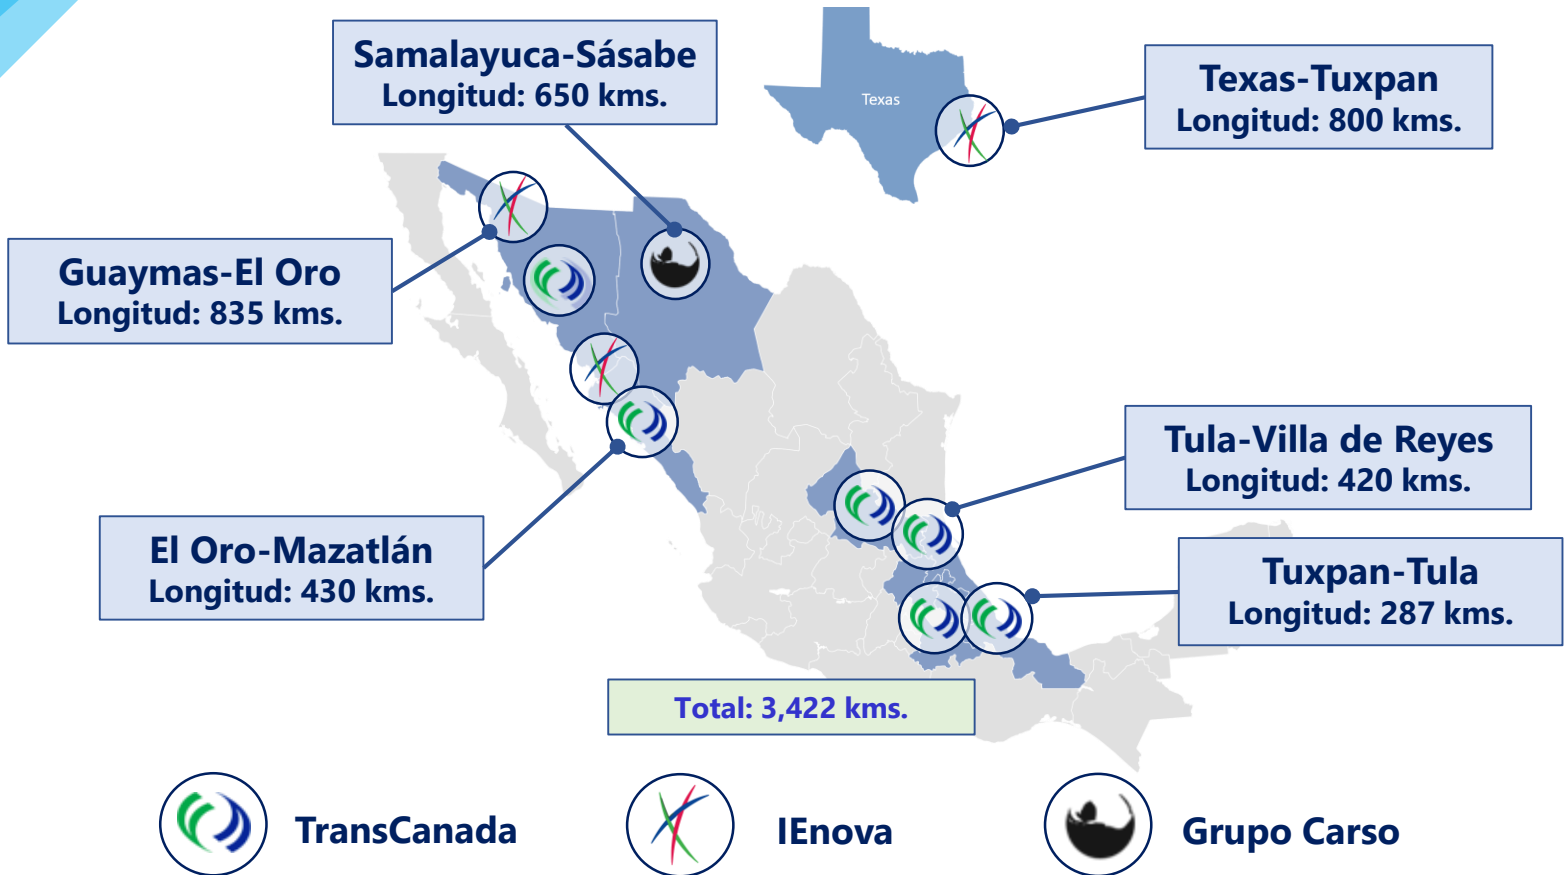 Samalayuca-Sásabe
Longitud: 650 kms.
Texas
Texas-Tuxpan
Longitud: 800 kms.
Guaymas-El Oro
Longitud: 835 kms.
Tula-Villa de Reyes
Longitud: 420 kms.
El Oro-Mazatlán
Longitud: 430 kms.
Tuxpan-Tula
Longitud: 287 kms.
Total: 3,422 kms.
TransCanada
IEnova
Grupo Carso